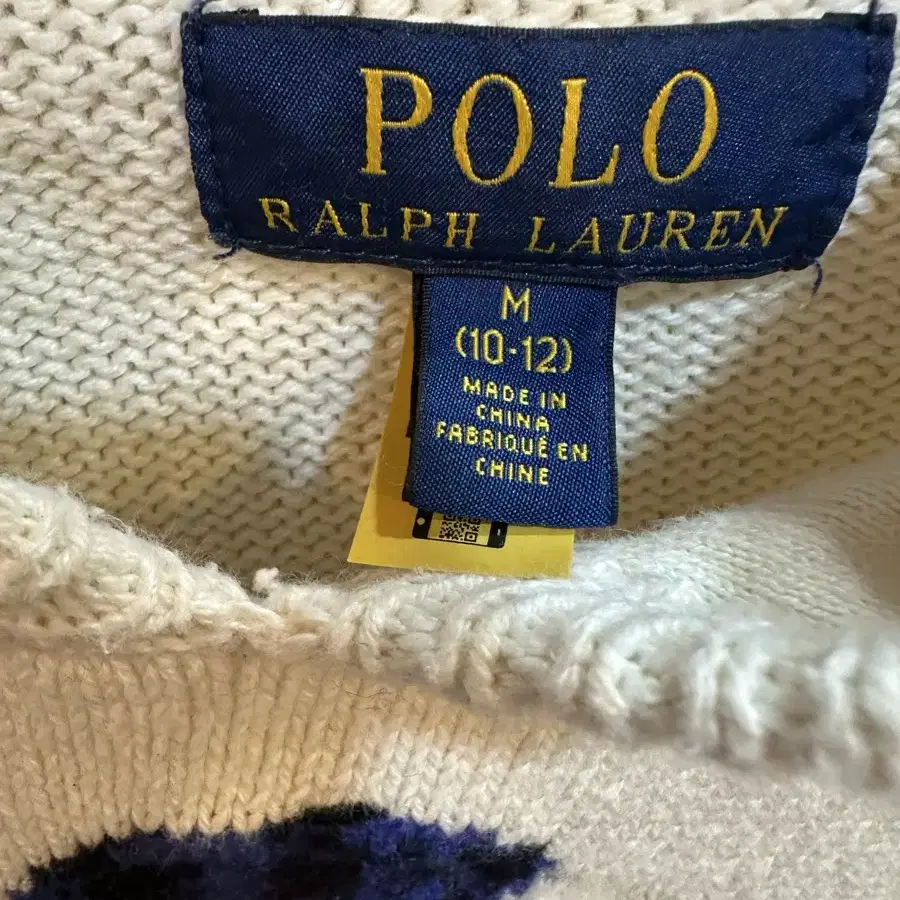 POLO
RALPH LAUREN
M
(10-12)
MADE IN
CHINA
FABRIQUÉ EN
CHINE